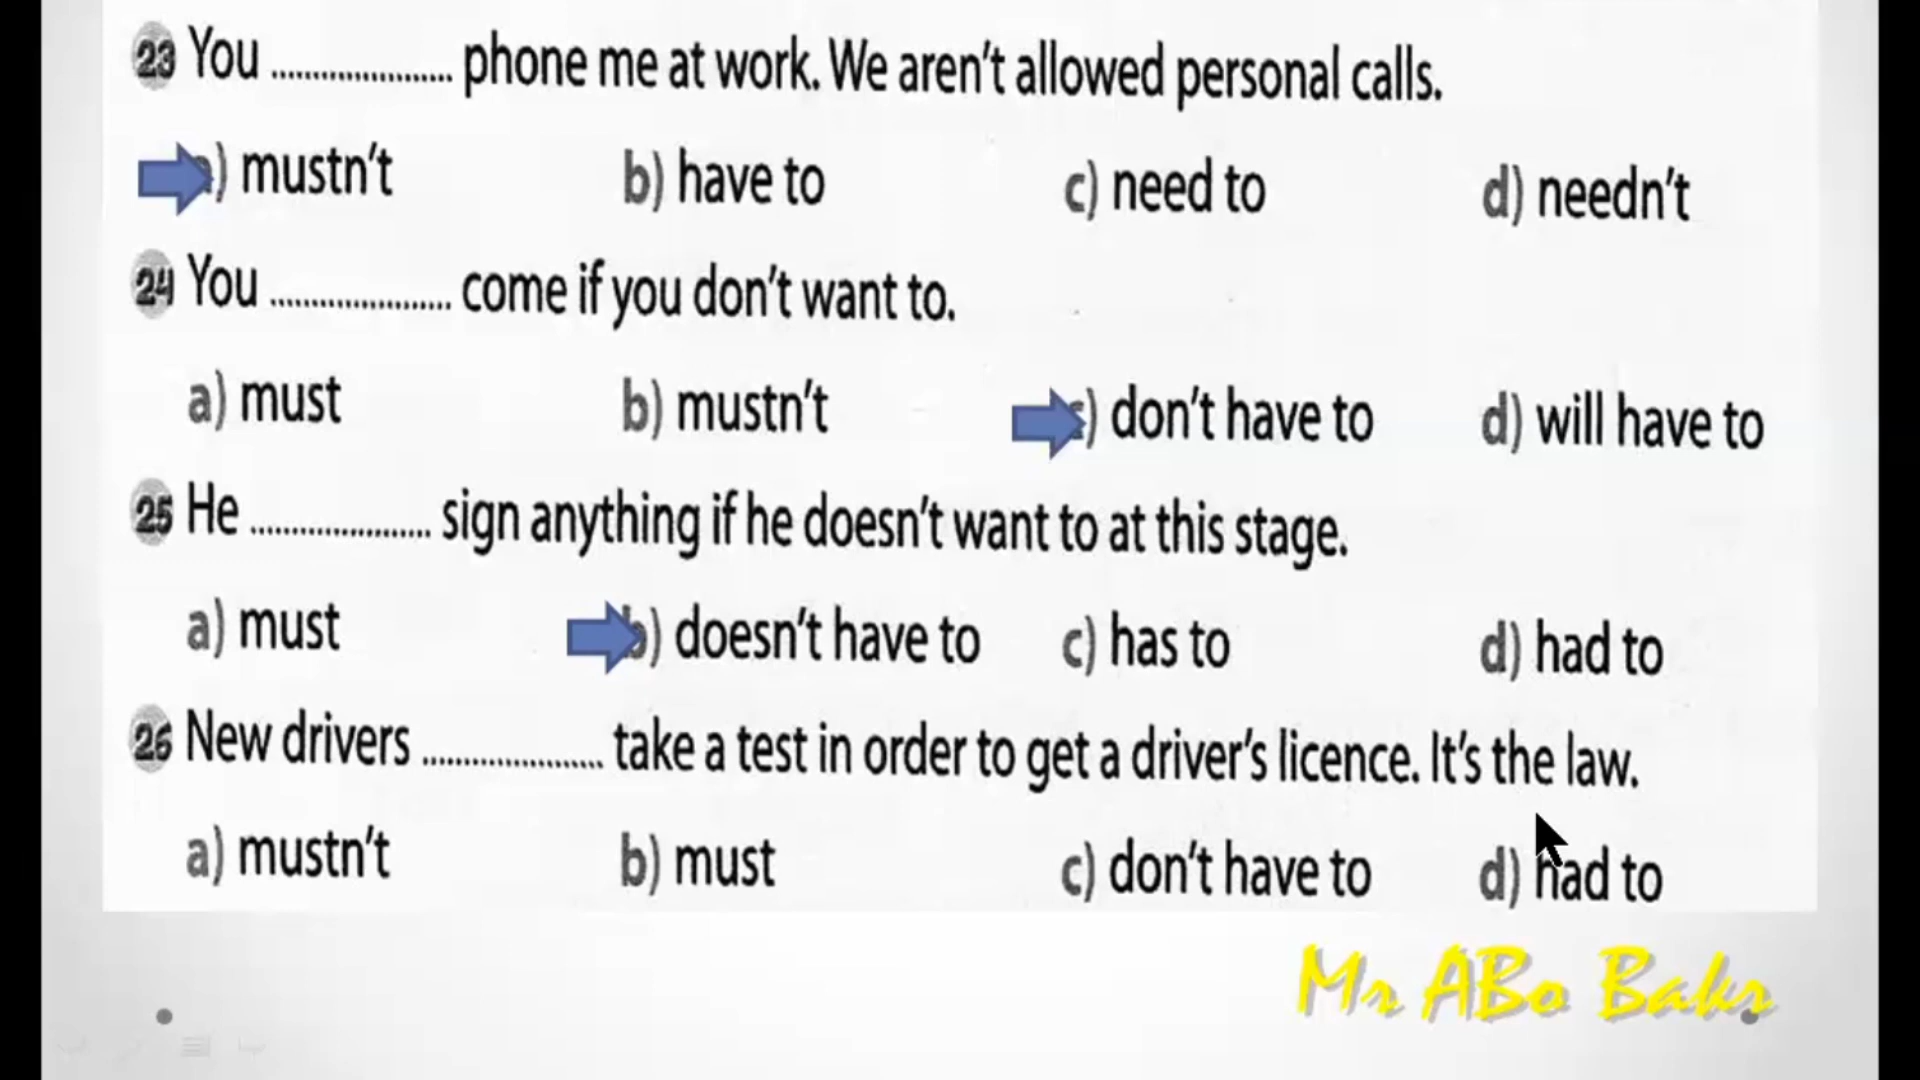 23 You .................... phone me at work. We aren't allowed personal calls.
a) mustn't b) have to c) need to d) needn't
24 You .................... come if you don't want to.
a) must b) mustn't c) don't have to d) will have to
25 He .................... sign anything if he doesn't want to at this stage.
a) must b) doesn't have to c) has to d) had to
26 New drivers .................... take a test in order to get a driver's licence. It's the law.
a) mustn't b) must c) don't have to d) had to
Mr ABo Bakr